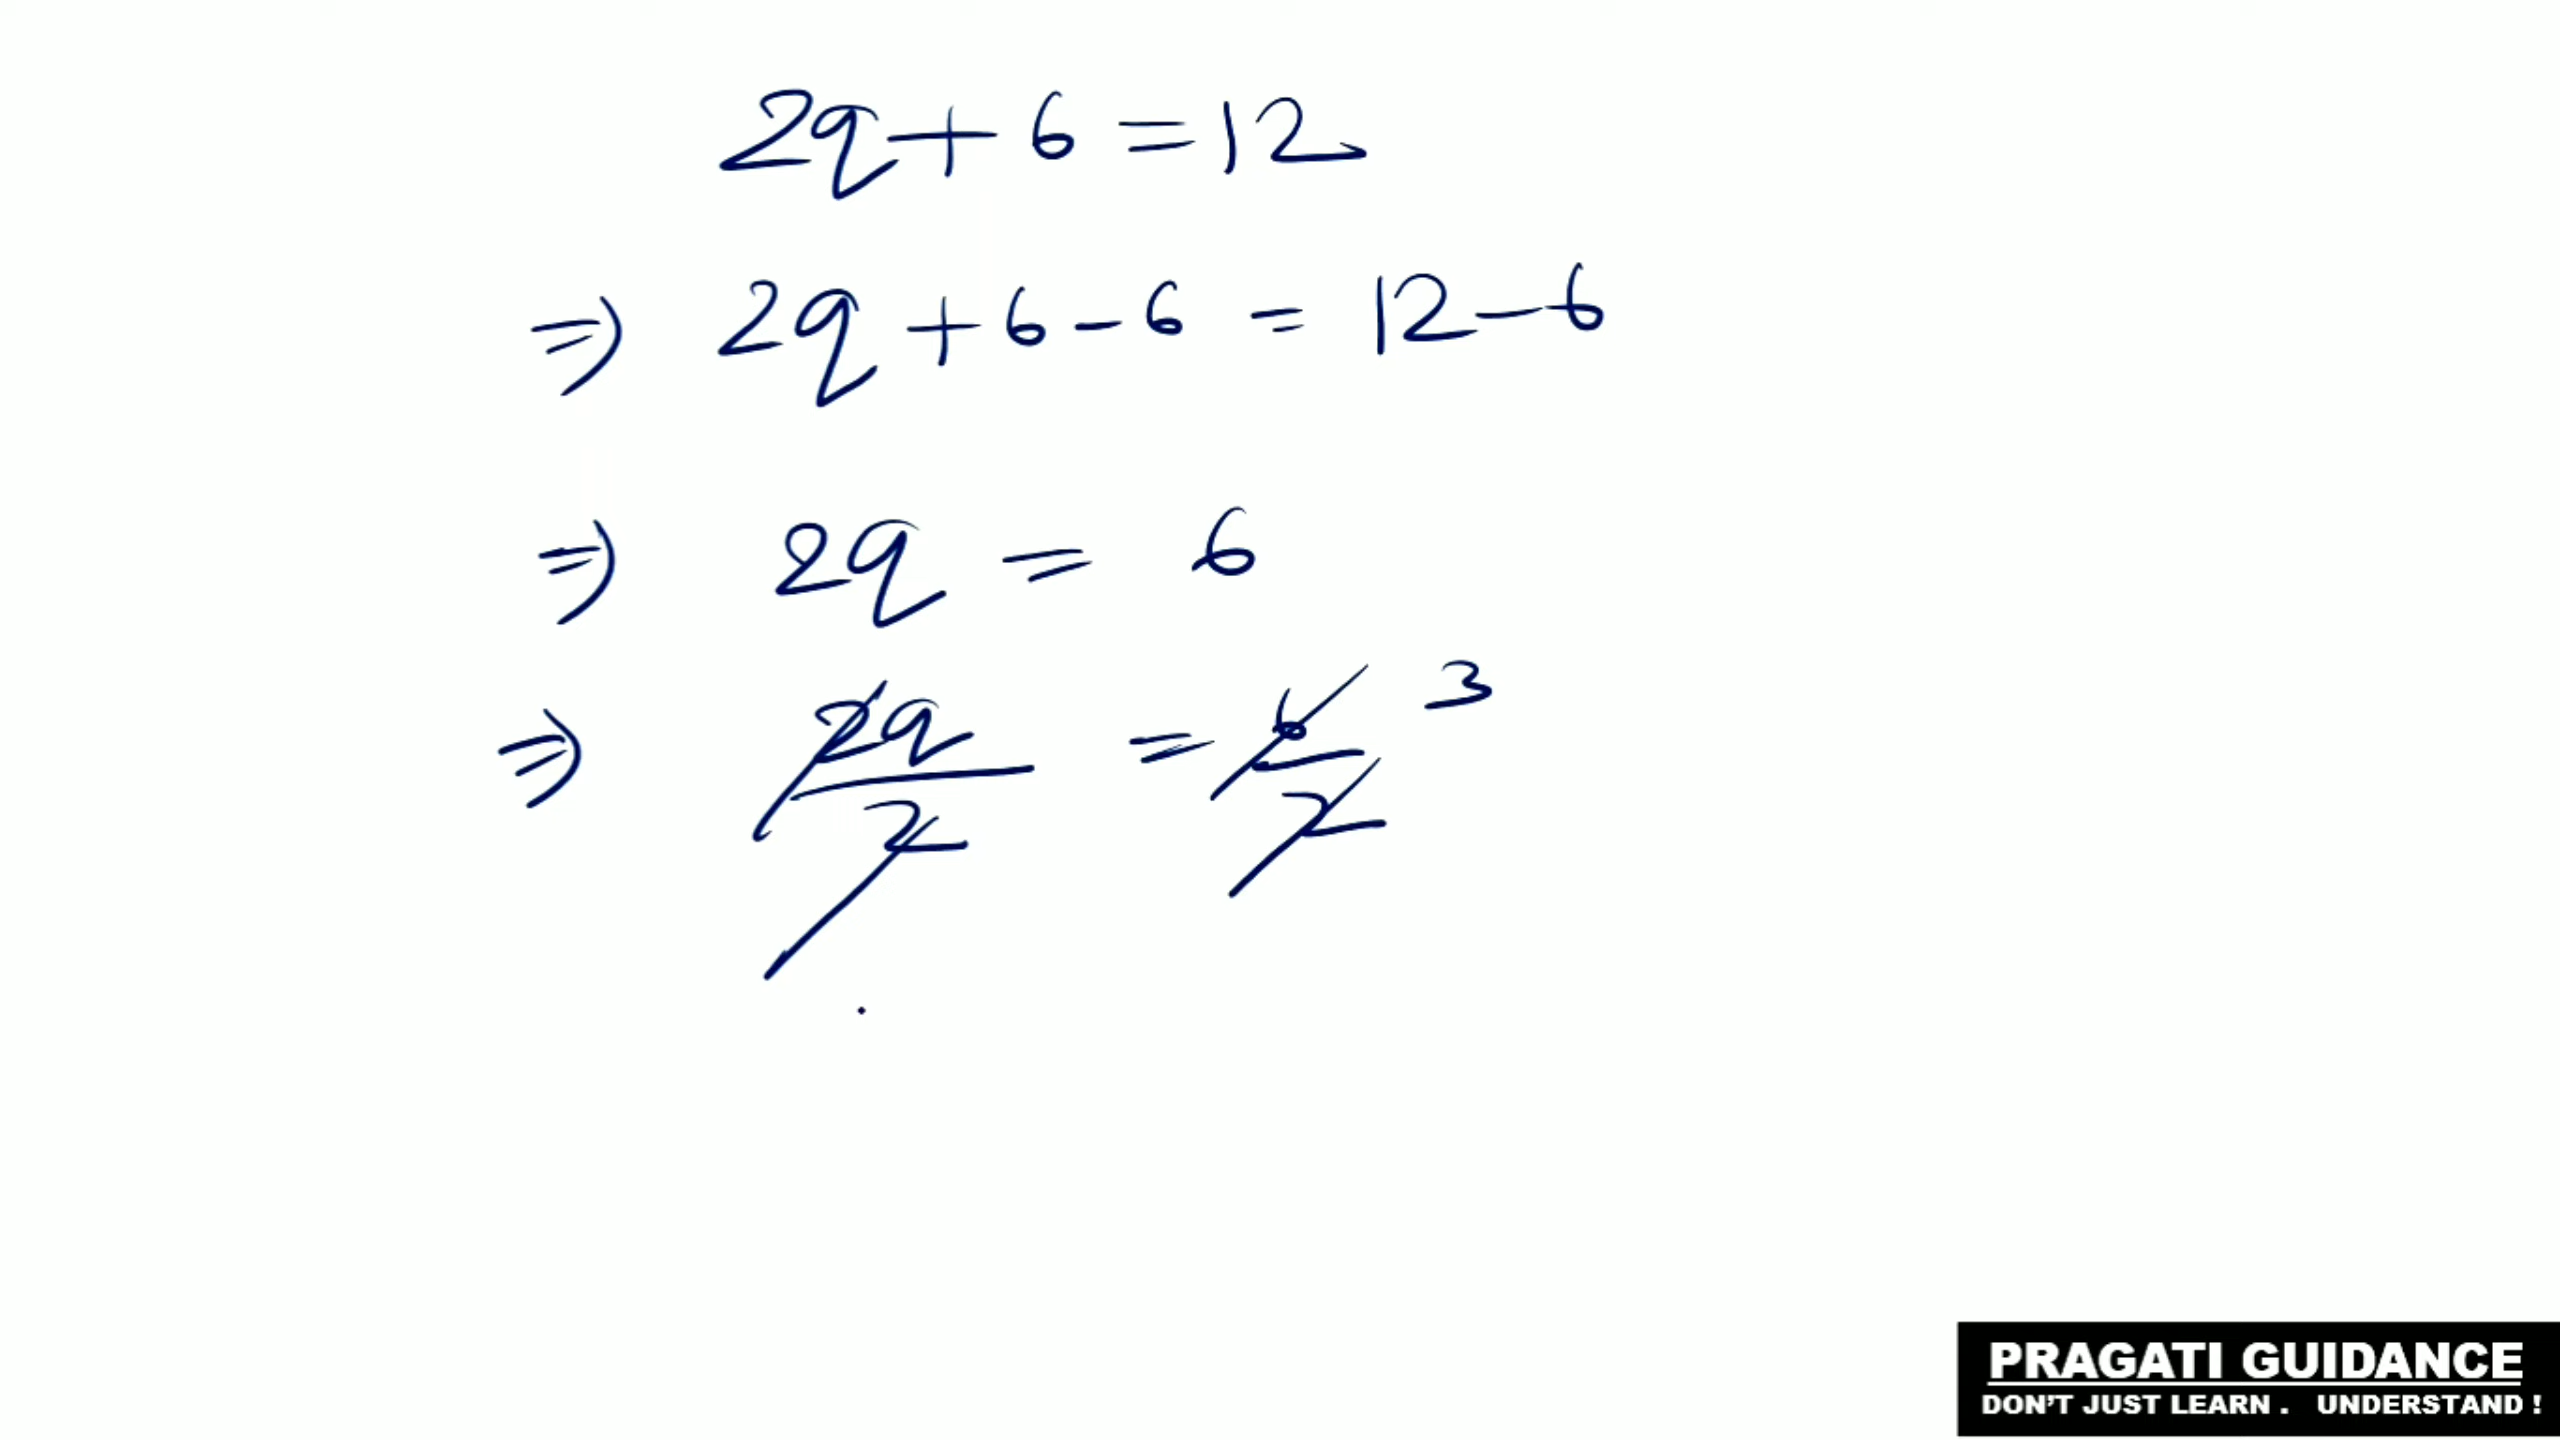 2q + 6 = 12
⇒ 2q + 6 - 6 = 12 - 6
⇒ 2q = 6
⇒ 2q/2 = 6/2 3
PRAGATI GUIDANCE
DON'T JUST LEARN . UNDERSTAND !